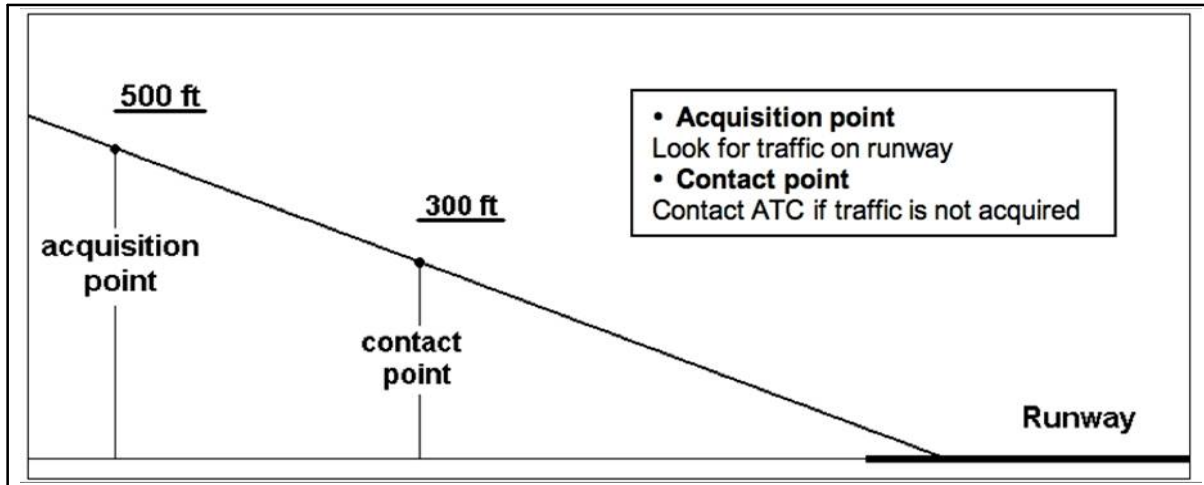 500 ft
acquisition
point
300 ft
contact
point
• Acquisition point
Look for traffic on runway
• Contact point
Contact ATC if traffic is not acquired
Runway